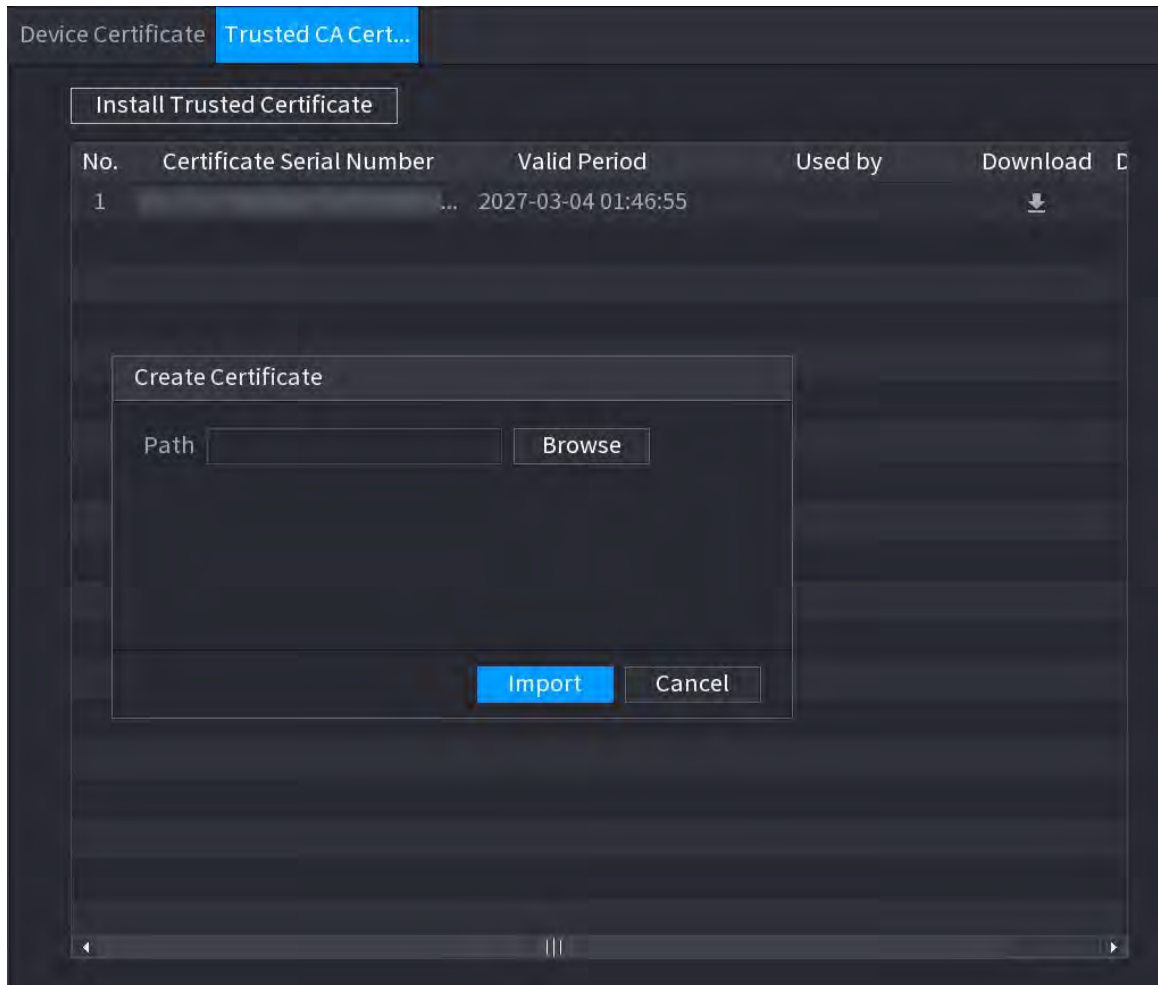 Device Certificate Trusted CA Cert...
Install Trusted Certificate
No. Certificate Serial Number Valid Period Used by Download D
1 ... 2027-03-04 01:46:55
Create Certificate
Path Browse
Import Cancel